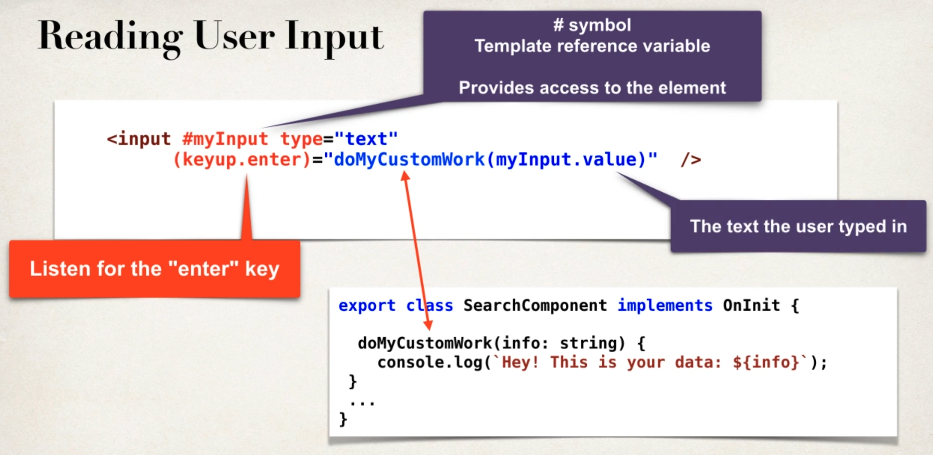 Reading User Input
# symbol
Template reference variable
Provides access to the element
<input #myInput type="text"
(keyup.enter)="doMyCustomWork(myInput.value)" />
The text the user typed in
Listen for the "enter" key
export class SearchComponent implements OnInit {
doMyCustomWork(info: string) {
console.log(`Hey! This is your data: ${info}`);
}
...
}